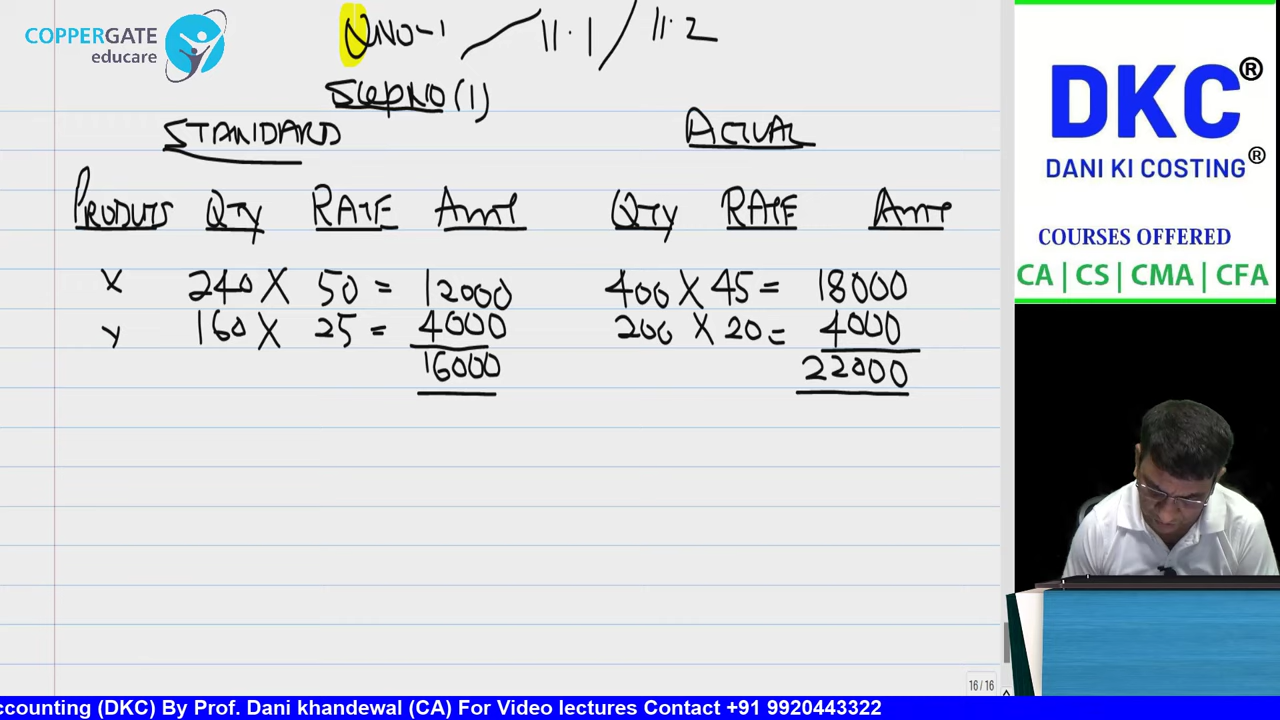 COPPERGATE
educare
QNO-1 / 11.1 / 11.2
STEPNO (1)
STANDARD ACTUAL
PRODUTS QTY RATE Amt QTY RATE Amt
X 240 X 50 = 12000 400 X 45 = 18000
Y 160 X 25 = 4000 200 X 20 = 4000
16000 22000
16/16
DKC®
DANI KI COSTING®
COURSES OFFERED
CA | CS | CMA | CFA
ccounting (DKC) By Prof. Dani khandewal (CA) For Video lectures Contact +91 9920443322